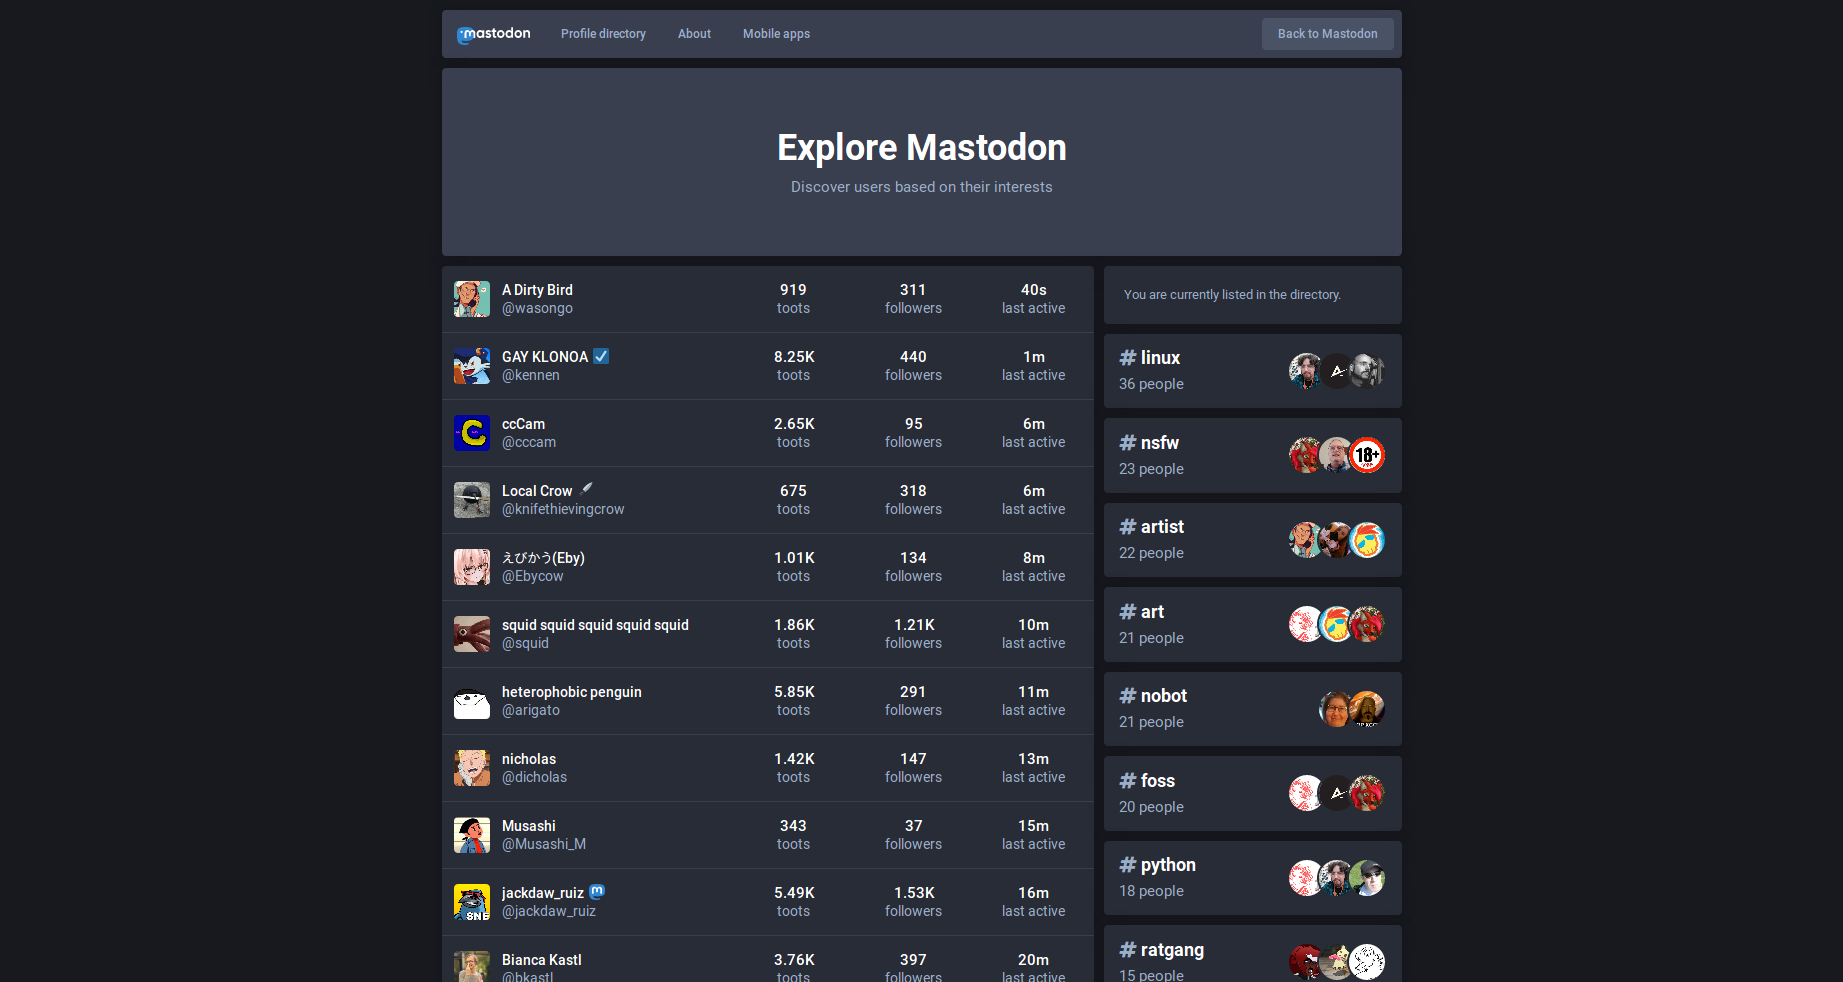 mastodon
Profile directory
About
Mobile apps
Back to Mastodon
Explore Mastodon
Discover users based on their interests
A Dirty Bird
@wasongo
919
toots
311
followers
40s
last active
GAY KLONOA
@kennen
8.25K
toots
440
followers
1m
last active
ccCam
@cccam
2.65K
toots
95
followers
6m
last active
Local Crow
@knifethievingcrow
675
toots
318
followers
6m
last active
えびかう(Eby)
@Ebycow
1.01K
toots
134
followers
8m
last active
squid squid squid squid squid
@squid
1.86K
toots
1.21K
followers
10m
last active
heterophobic penguin
@arigato
5.85K
toots
291
followers
11m
last active
nicholas
@dicholas
1.42K
toots
147
followers
13m
last active
Musashi
@Musashi_M
343
toots
37
followers
15m
last active
jackdaw_ruiz
@jackdaw_ruiz
5.49K
toots
1.53K
followers
16m
last active
Bianca Kastl
@bkastl
3.76K
toots
397
followers
20m
last active
You are currently listed in the directory.
# linux
36 people
# nsfw
23 people
18+
# artist
22 people
# art
21 people
# nobot
21 people
# foss
20 people
# python
18 people
# ratgang
15 people